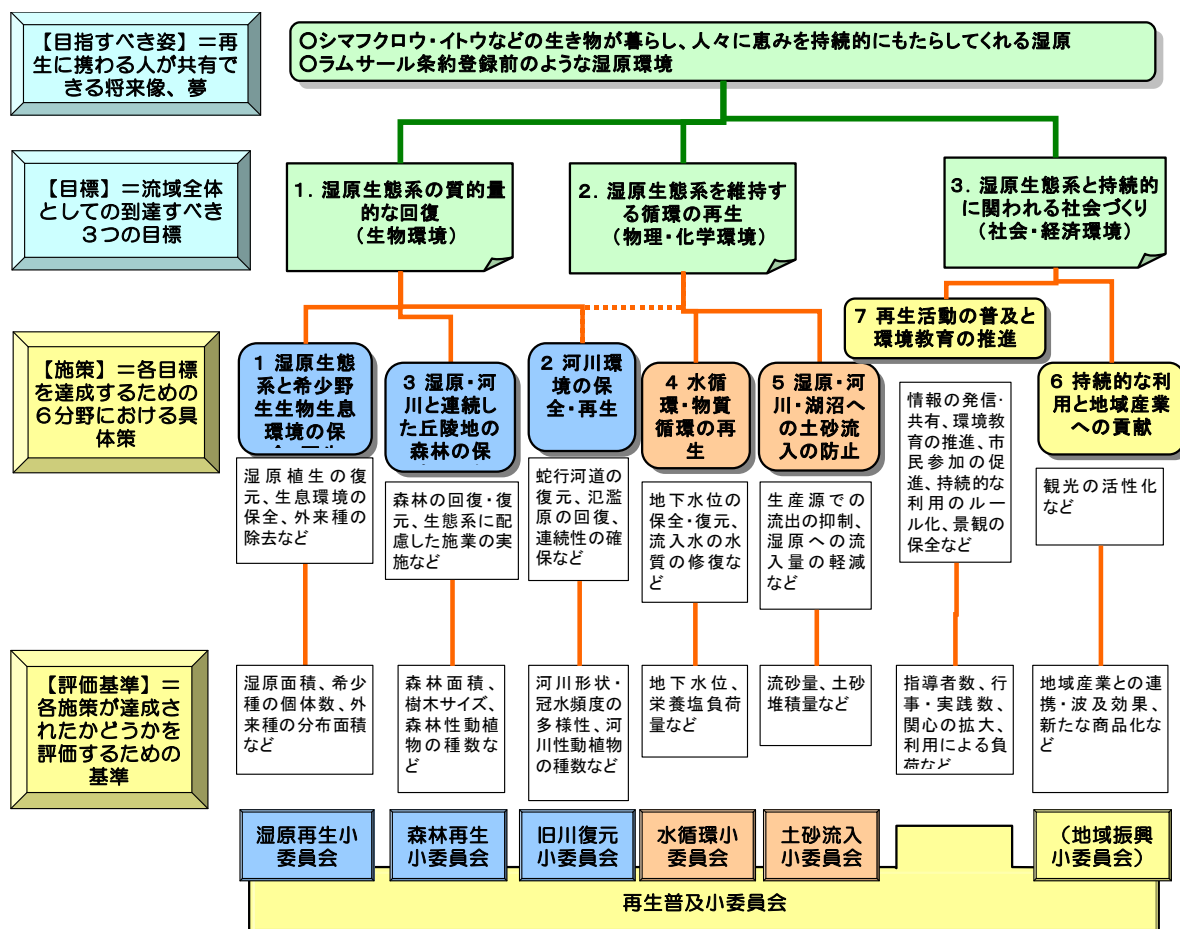 【目指すべき姿】＝再
生に携わる人が共有で
きる将来像、夢
○シマフクロウ・イトウなどの生き物が暮らし、人々に恵みを持続的にもたらしてくれる湿原
○ラムサール条約登録前のような湿原環境
【目標】＝流域全体
としての到達すべき
３つの目標
1．湿原生態系の質的量
的な回復
（生物環境）
2．湿原生態系を維持す
る循環の再生
（物理・化学環境）
3．湿原生態系と持続的
に関われる社会づくり
（社会・経済環境）
【施策】＝各目標
を達成するための
６分野における具
体策
1 湿原生態
系と希少野
生生物生息
環境の保
3 湿原・河
川と連続し
た丘陵地の
森林の保
2 河川環
境の保
全・再生
4 水循
環・物質
循環の再
生
5 湿原・河
川・湖沼へ
の土砂流
入の防止
7 再生活動の普及と
環境教育の推進
6 持続的な利
用と地域産業
への貢献
湿原植生の復
元、生息環境の
保全、外来種の
除去など
森林の回復・復
元、生態系に配
慮した施業の実
施など
蛇行河道の
復元、氾濫
原の回復、
連続性の確
保など
地下水位の
保全・復元、
流入水の水
質の修復な
ど
生産源での
流出の抑制、
湿原への流
入量の軽減
など
情報の発信・
共有、環境教
育の推進、市
民参加の促
進、持続的な
利用のルー
ル化、景観の
保全など
観光の活性化
など
【評価基準】＝
各施策が達成さ
れたかどうかを
評価するための
基準
湿原面積、希少
種の個体数、外
来種の分布面積
など
森林面積、
樹木サイズ、
森林性動植
物の種数な
ど
河川形状・
冠水頻度の
多様性、河
川性動植物
の種数など
地下水位、
栄養塩負荷
量など
流砂量、土砂
堆積量など
指導者数、行
事・実践数、
関心の拡大、
利用による負
荷など
地域産業との連
携・波及効果、
新たな商品化な
ど
湿原再生小
委員会
森林再生
小委員会
旧川復元
小委員会
水循環小
委員会
土砂流入
小委員会
（地域振興
小委員会）
再生普及小委員会